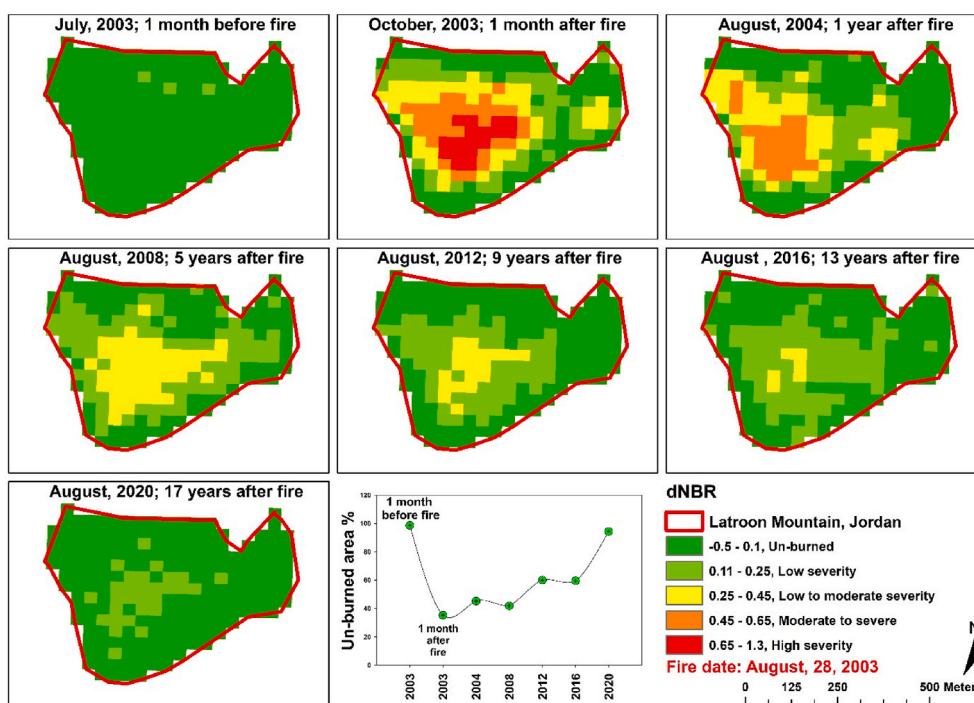 July, 2003; 1 month before fire
October, 2003; 1 month after fire
August, 2004; 1 year after fire
August, 2008; 5 years after fire
August, 2012; 9 years after fire
August , 2016; 13 years after fire
August, 2020; 17 years after fire
Un-burned area %
120
100
80
60
40
20
0
1 month
before fire
1 month
after
fire
2003
2003
2004
2008
2012
2016
2020
dNBR
Latroon Mountain, Jordan
-0.5 - 0.1, Un-burned
0.11 - 0.25, Low severity
0.25 - 0.45, Low to moderate severity
0.45 - 0.65, Moderate to severe
0.65 - 1.3, High severity
Fire date: August, 28, 2003
N
0 125 250 500 Meter